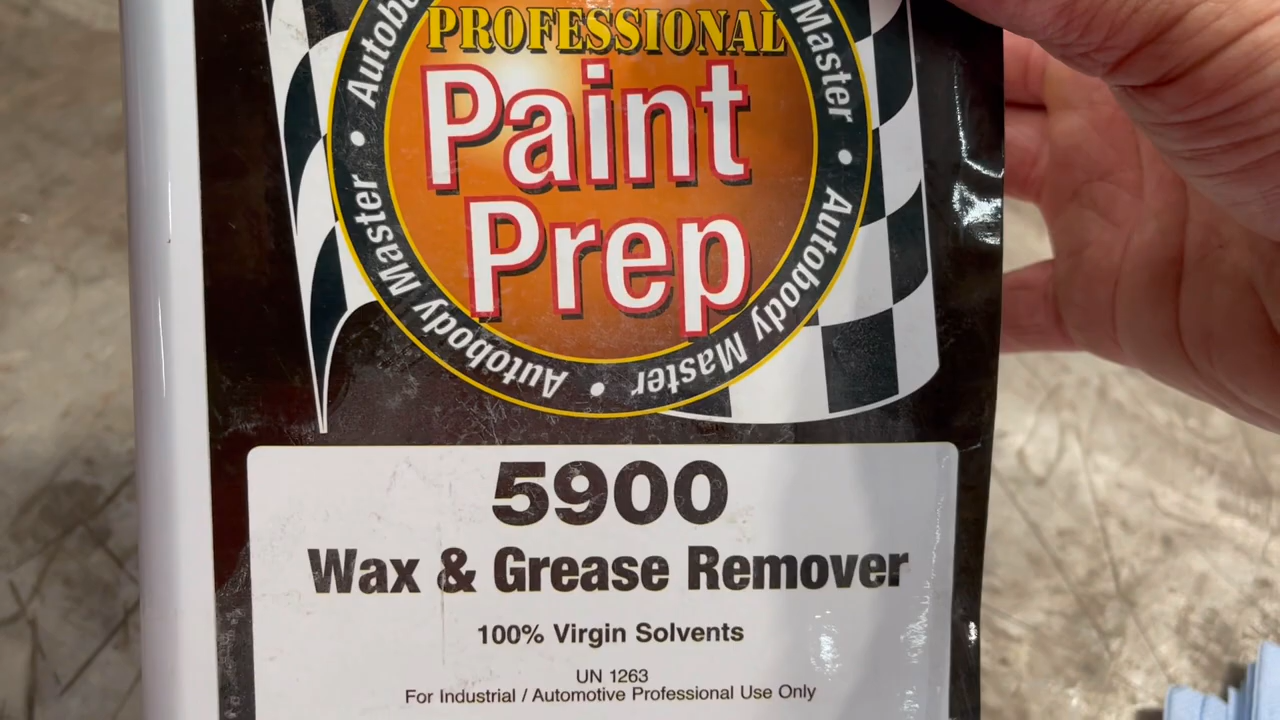 PROFESSIONAL
Paint
Prep
Master • Autobody Master • Autobody Master • Autobody
5900
Wax & Grease Remover
100% Virgin Solvents
UN 1263
For Industrial / Automotive Professional Use Only